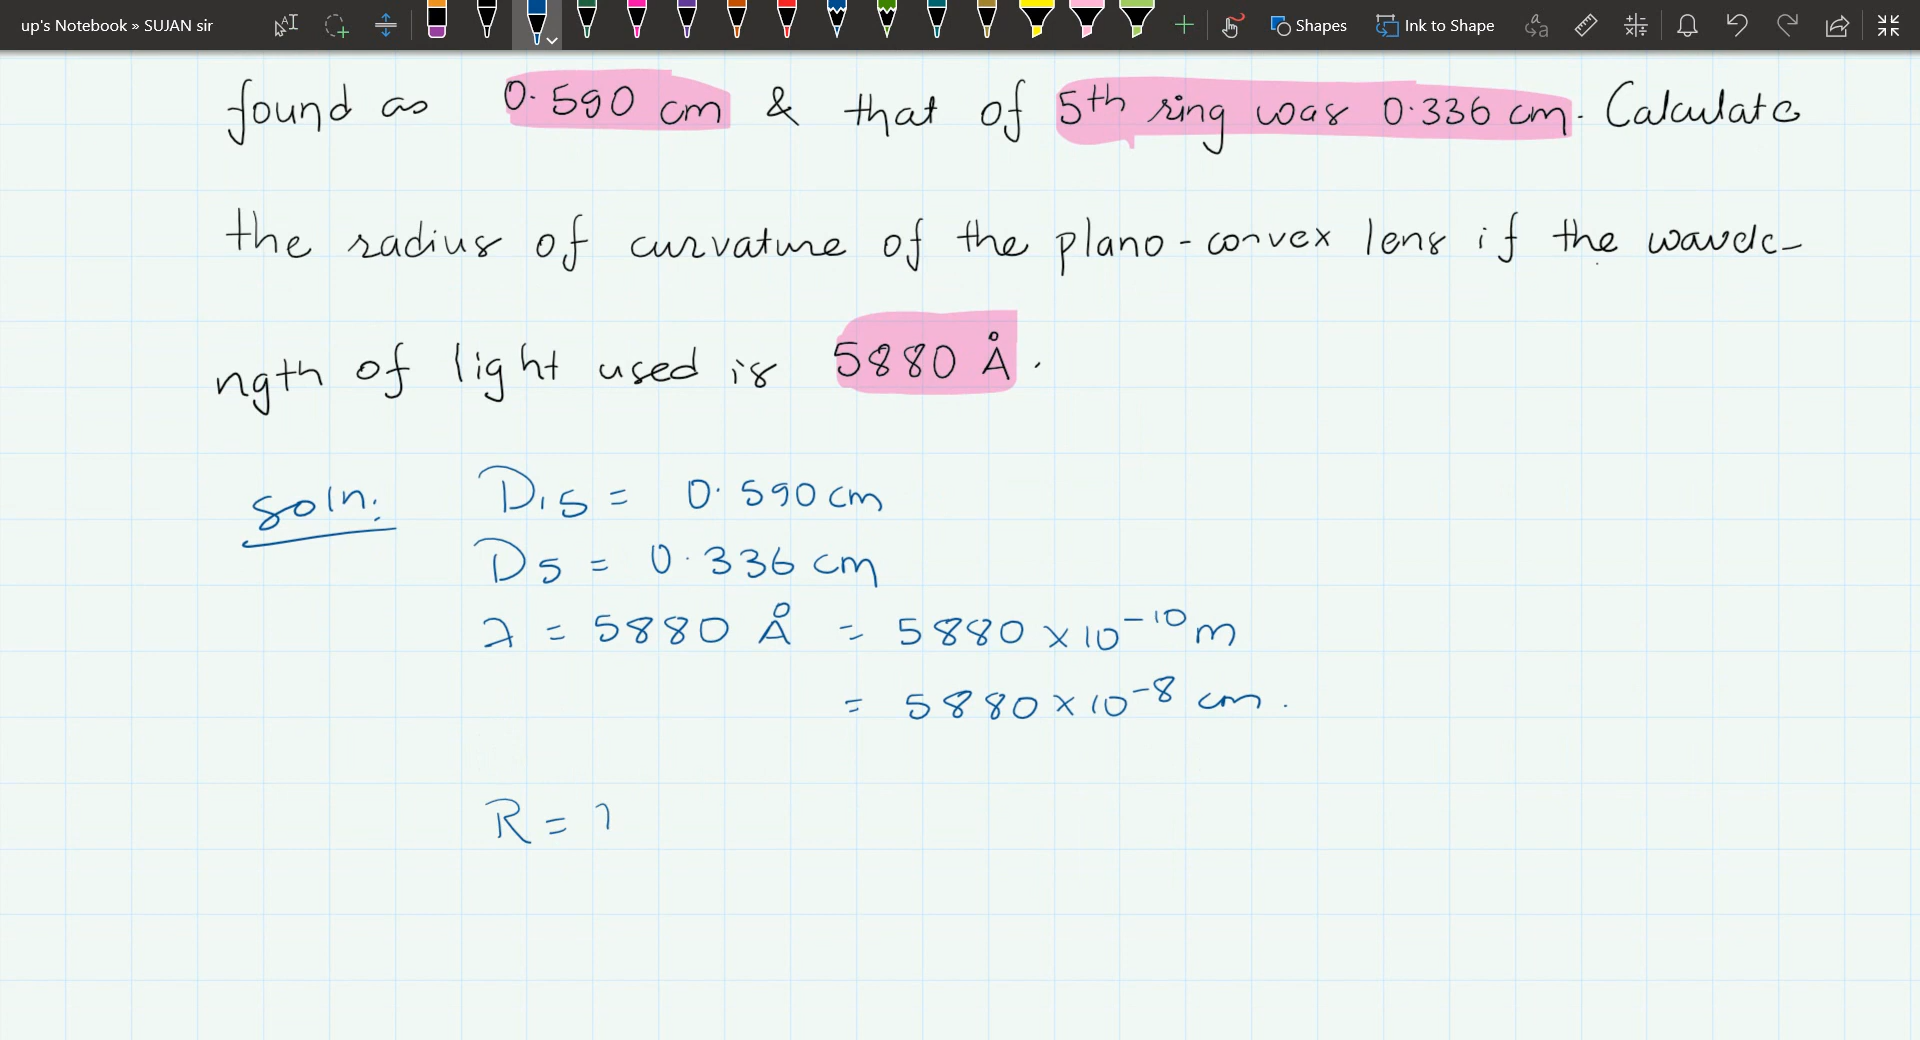 up's Notebook » SUJAN sir
Shapes
Ink to Shape
found as 0.590 cm & that of 5th ring was 0.336 cm. Calculate
the radius of curvature of the plano-convex lens if the wavele-
ngth of light used is 5880 Å.
soln:
D₁₅ = 0.590 cm
D₅ = 0.336 cm
λ = 5880 Å = 5880 × 10⁻¹⁰ m
= 5880 × 10⁻⁸ cm.
R = ?